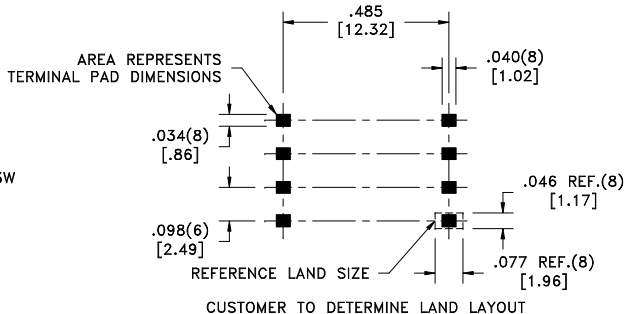 .485
[12.32]
AREA REPRESENTS
TERMINAL PAD DIMENSIONS
.040(8)
[1.02]
.034(8)
[.86]
.046 REF.(8)
[1.17]
.098(6)
[2.49]
REFERENCE LAND SIZE
.077 REF.(8)
[1.96]
CUSTOMER TO DETERMINE LAND LAYOUT